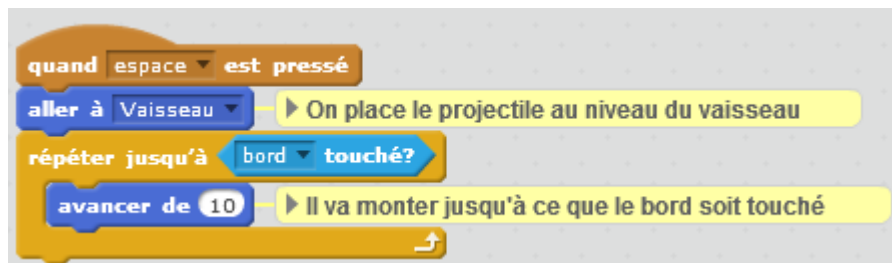 quand espace est pressé
aller à Vaisseau On place le projectile au niveau du vaisseau
répéter jusqu'à bord touché?
avancer de 10 Il va monter jusqu'à ce que le bord soit touché